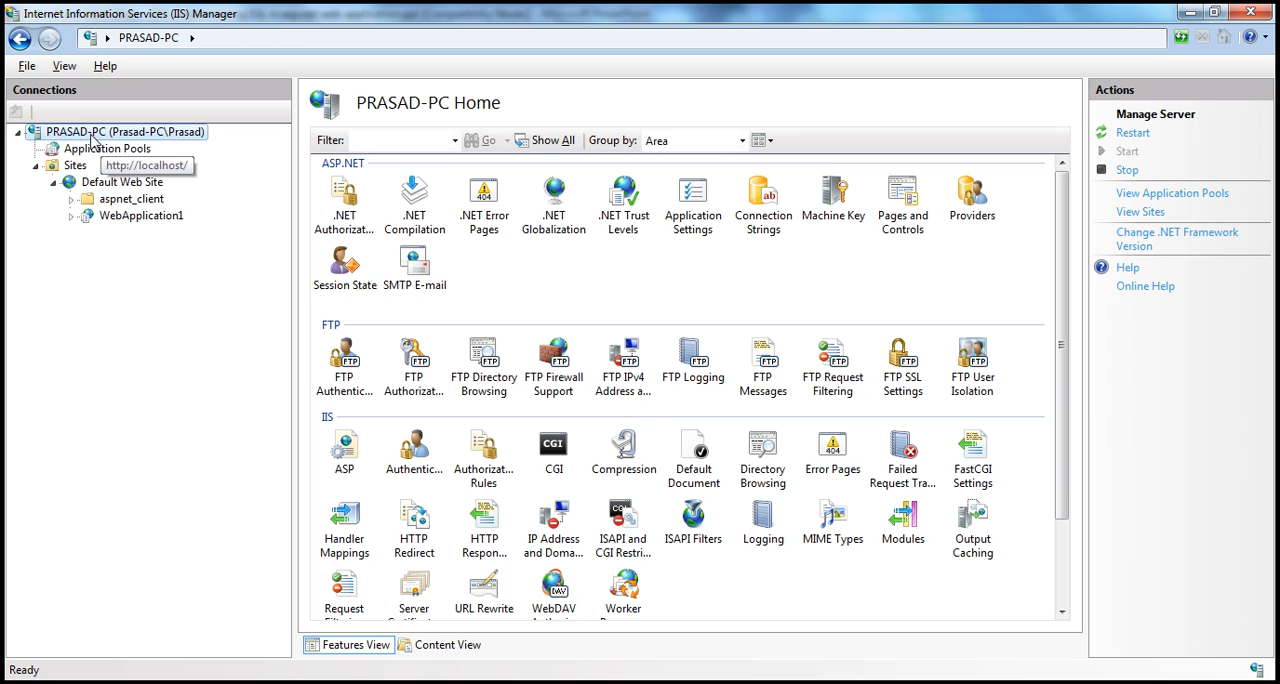 Internet Information Services (IIS) Manager
PRASAD-PC
File View Help
Connections
PRASAD-PC (Prasad-PC\Prasad)
Application Pools
Sites
http://localhost/
Default Web Site
aspnet_client
WebApplication1
PRASAD-PC Home
Filter: Go Show All Group by: Area
ASP.NET
.NET Authorizat...
.NET Compilation
.NET Error Pages
.NET Globalization
.NET Trust Levels
Application Settings
Connection Strings
Machine Key
Pages and Controls
Providers
Session State
SMTP E-mail
FTP
FTP Authentic...
FTP Authorizat...
FTP Directory Browsing
FTP Firewall Support
FTP IPv4 Address a...
FTP Logging
FTP Messages
FTP Request Filtering
FTP SSL Settings
FTP User Isolation
IIS
ASP
Authentic...
Authorizat... Rules
CGI
Compression
Default Document
Directory Browsing
Error Pages
Failed Request Tra...
FastCGI Settings
Handler Mappings
HTTP Redirect
HTTP Respon...
IP Address and Doma...
ISAPI and CGI Restri...
ISAPI Filters
Logging
MIME Types
Modules
Output Caching
Request
Server
URL Rewrite
WebDAV
Worker
Features View
Content View
Actions
Manage Server
Restart
Start
Stop
View Application Pools
View Sites
Change .NET Framework
Version
Help
Online Help
Ready